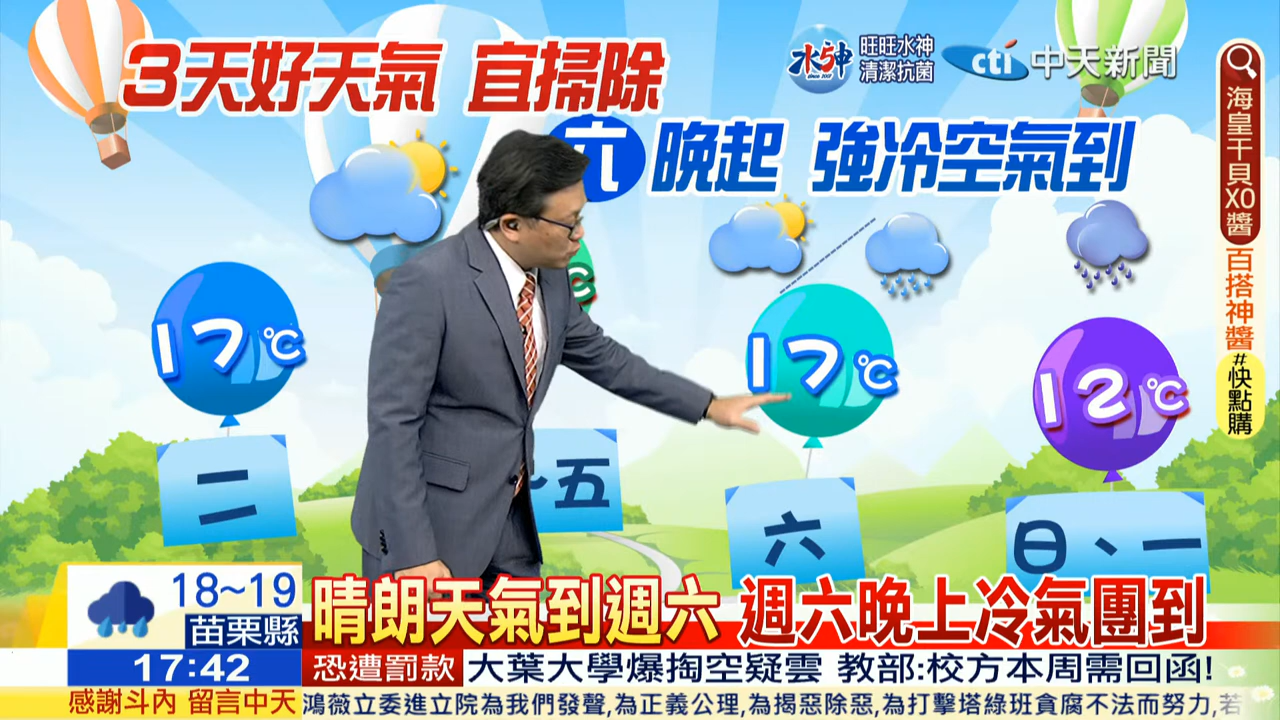 3天好天氣 宜掃除
水神
since 2017
旺旺水神
清潔抗菌
cti 中天新聞
六 晚起 強冷空氣到
海皇干貝XO醬
百搭神醬
#快點購
17℃
℃
17℃
12℃
二
~五
六
日、一
18~19
苗栗縣
17:42
晴朗天氣到週六 週六晚上冷氣團到
恐遭罰款 大葉大學爆掏空疑雲 教部:校方本周需回函!
感謝斗內 留言中天
鴻薇立委進立院為我們發聲,為正義公理,為揭惡除惡,為打擊塔綠班貪腐不法而努力,若